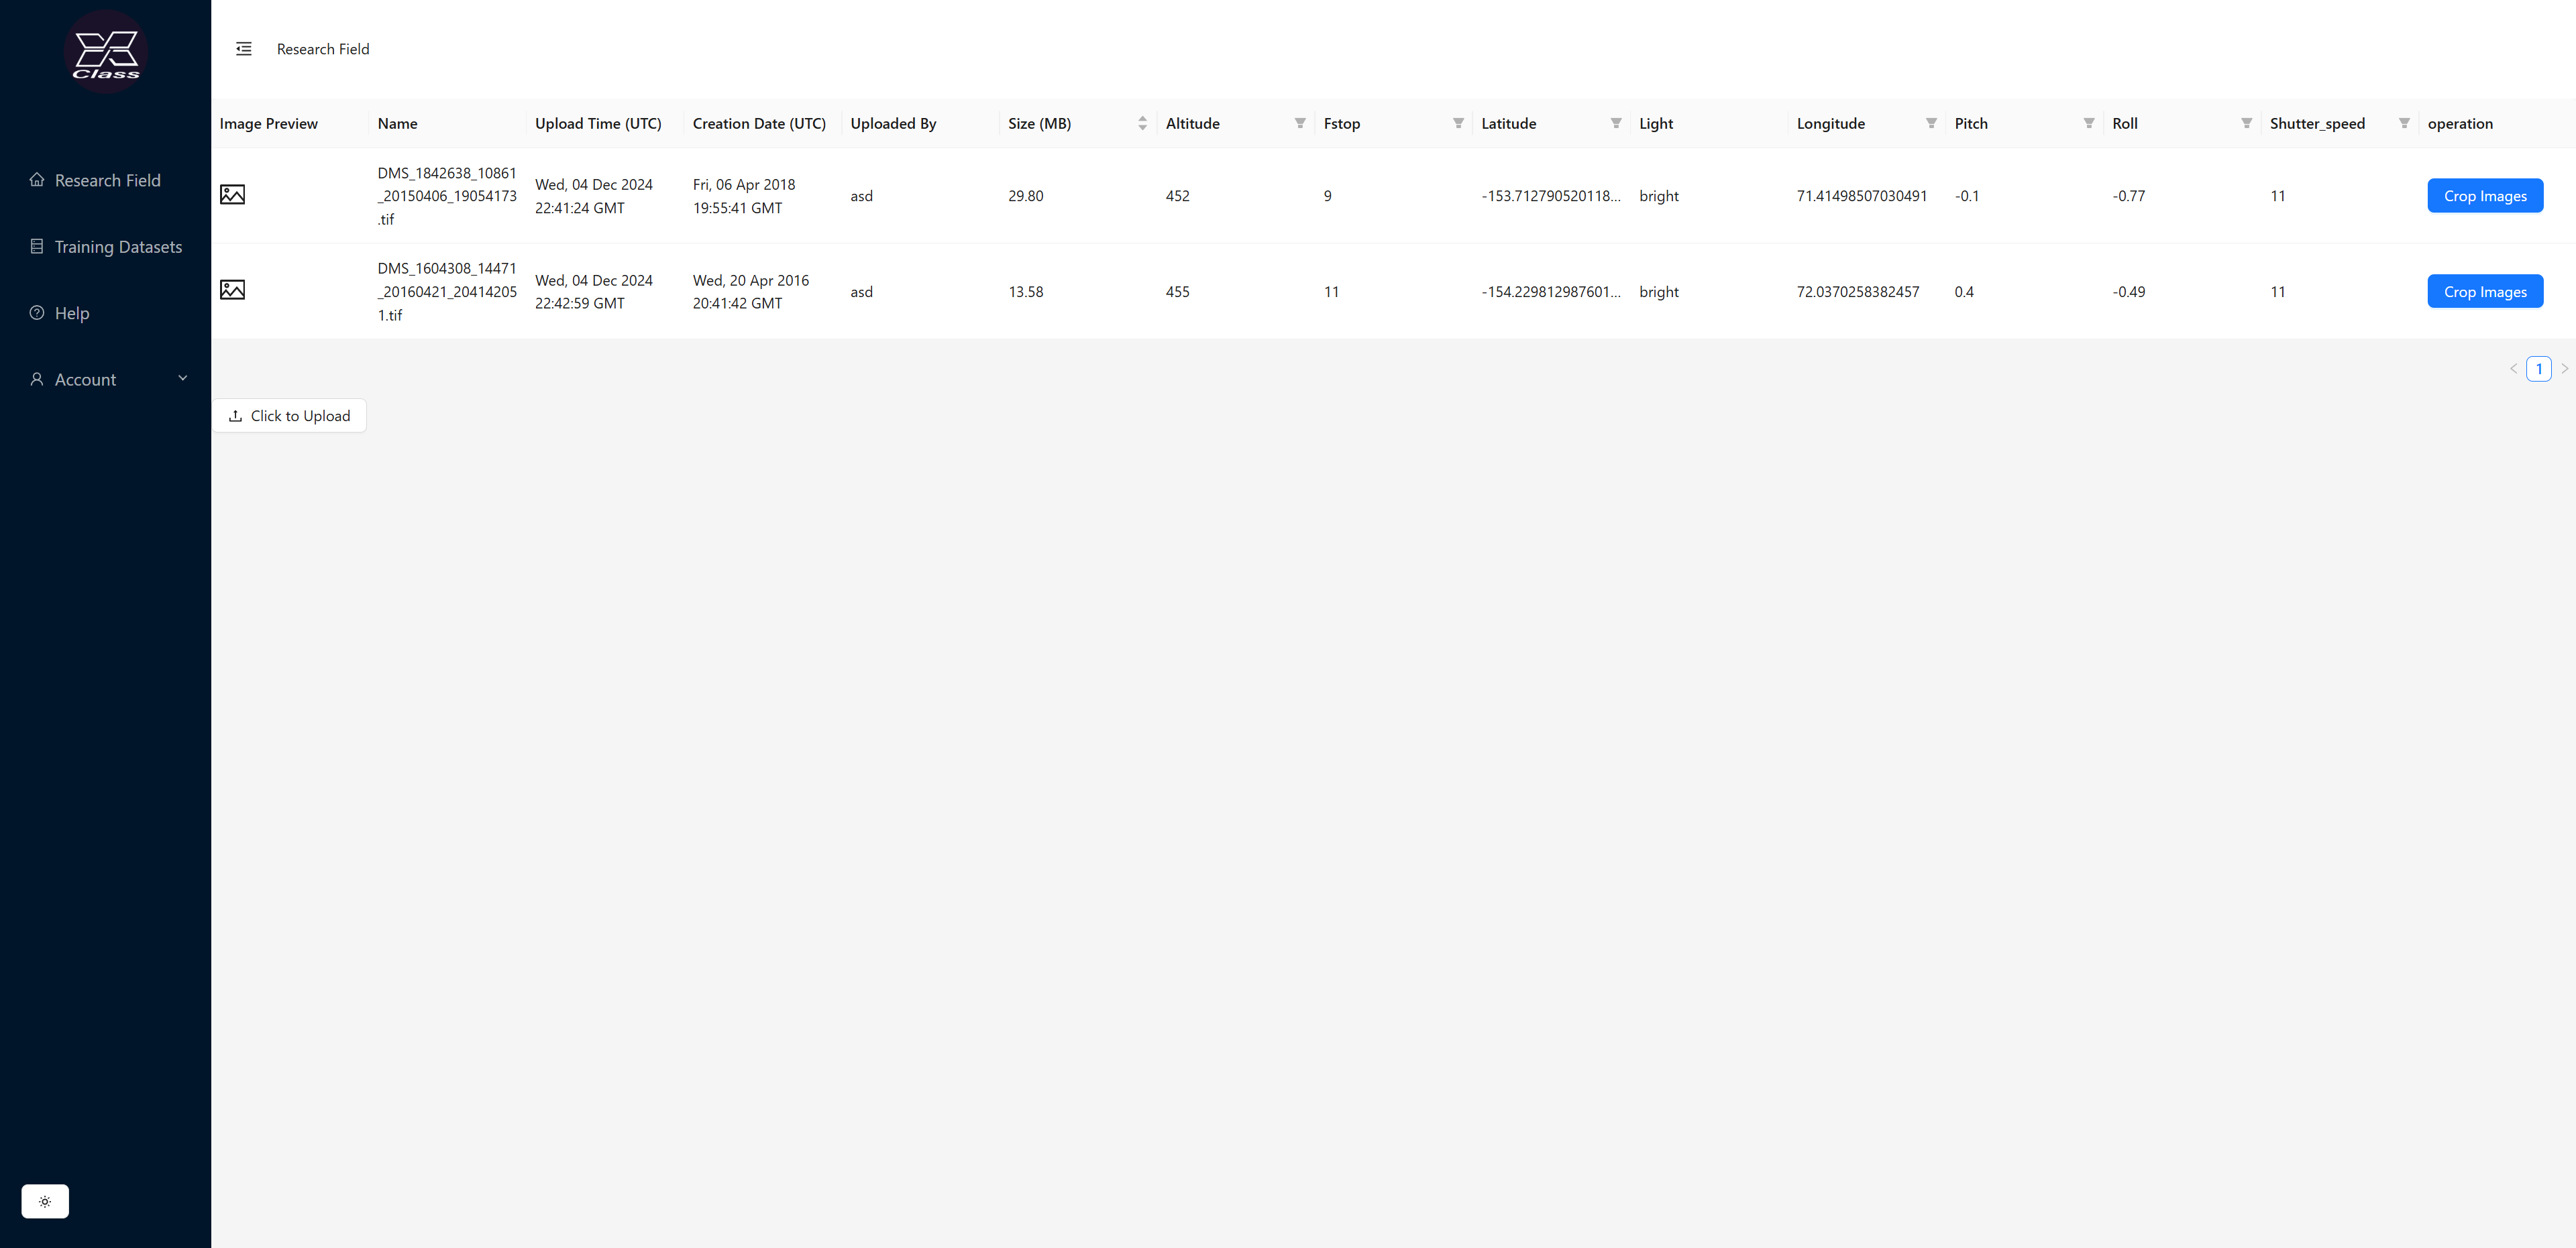 Class
Research Field
Training Datasets
Help
Account
Research Field
Image Preview Name Upload Time (UTC) Creation Date (UTC) Uploaded By Size (MB) Altitude Fstop Latitude Light Longitude Pitch Roll Shutter_speed operation
DMS_1842638_10861
_20150406_19054173
.tif
Wed, 04 Dec 2024
22:41:24 GMT
Fri, 06 Apr 2018
19:55:41 GMT
asd 29.80 452 9 -153.712790520118... bright 71.41498507030491 -0.1 -0.77 11 Crop Images
DMS_1604308_14471
_20160421_20414205
1.tif
Wed, 04 Dec 2024
22:42:59 GMT
Wed, 20 Apr 2016
20:41:42 GMT
asd 13.58 455 11 -154.229812987601... bright 72.0370258382457 0.4 -0.49 11 Crop Images
< 1 >
Click to Upload